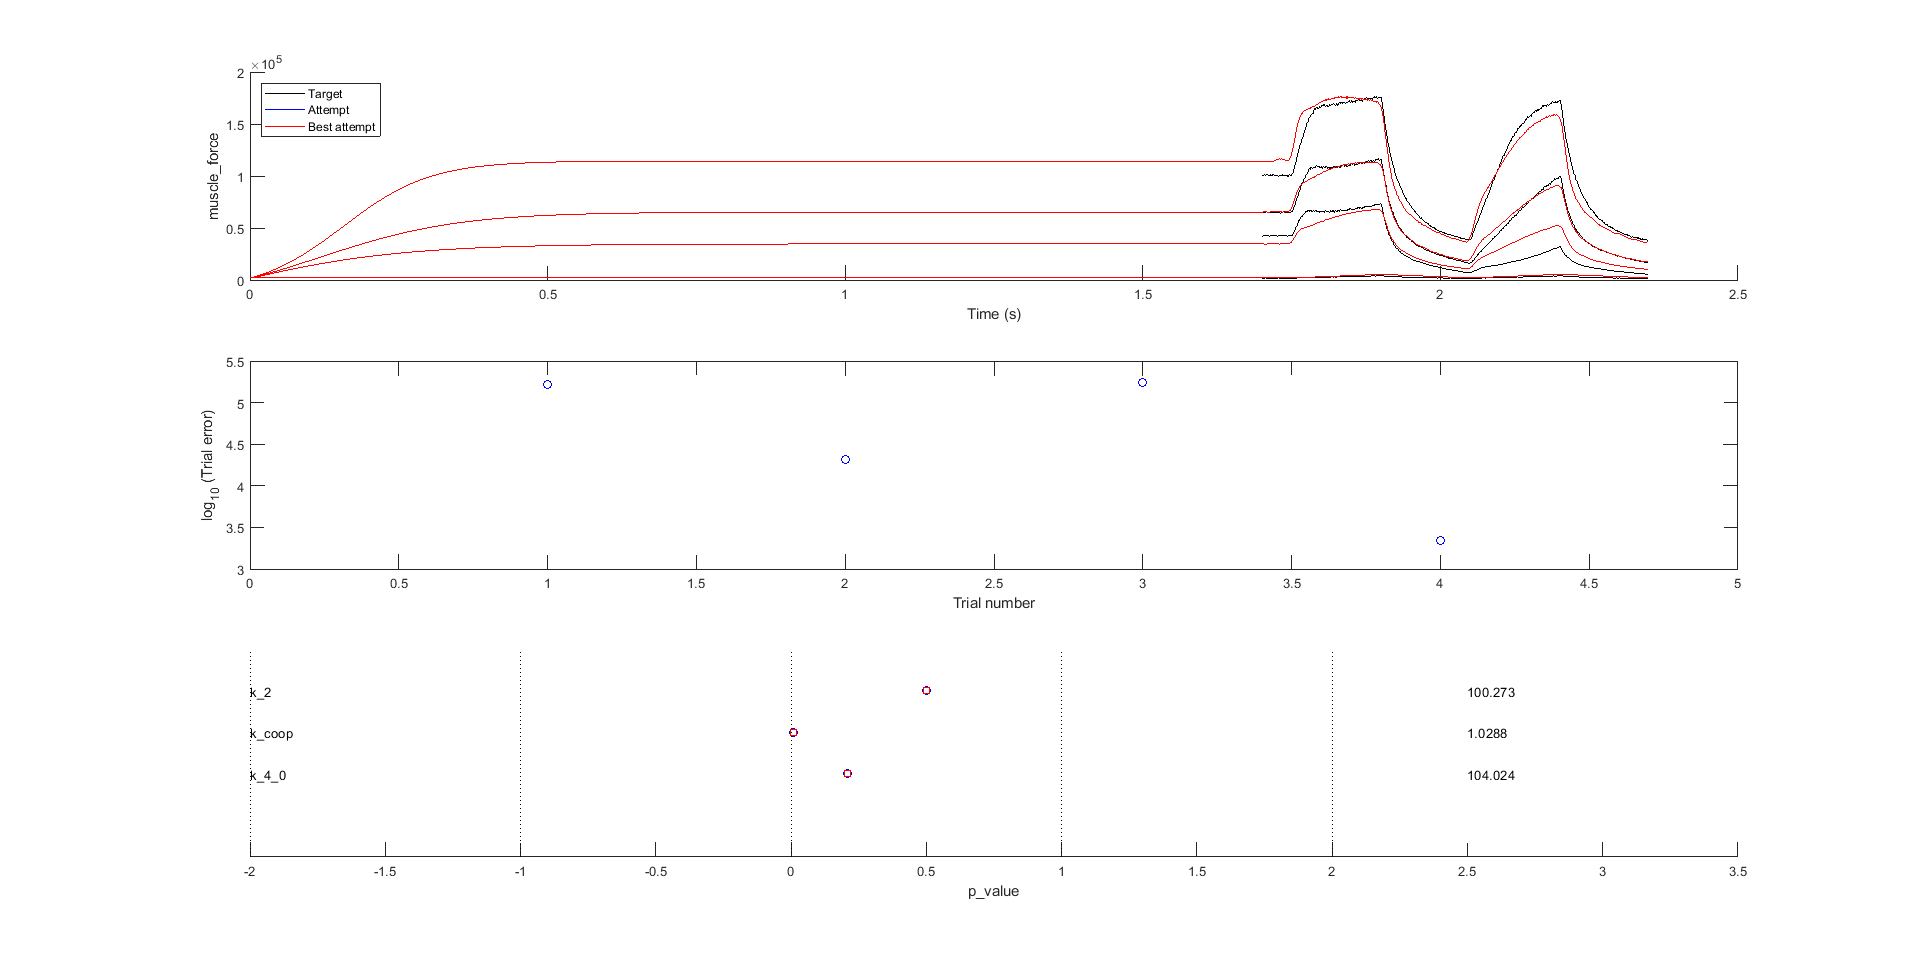 ×10^5
2
1.5
1
0.5
0
muscle_force
Target
Attempt
Best attempt
0 0.5 1 1.5 2 2.5
Time (s)
5.5
5
4.5
4
3.5
3
log_10 (Trial error)
0 0.5 1 1.5 2 2.5 3 3.5 4 4.5 5
Trial number
k_2 100.273
k_coop 1.0288
k_4_0 104.024
-2 -1.5 -1 -0.5 0 0.5 1 1.5 2 2.5 3 3.5
p_value